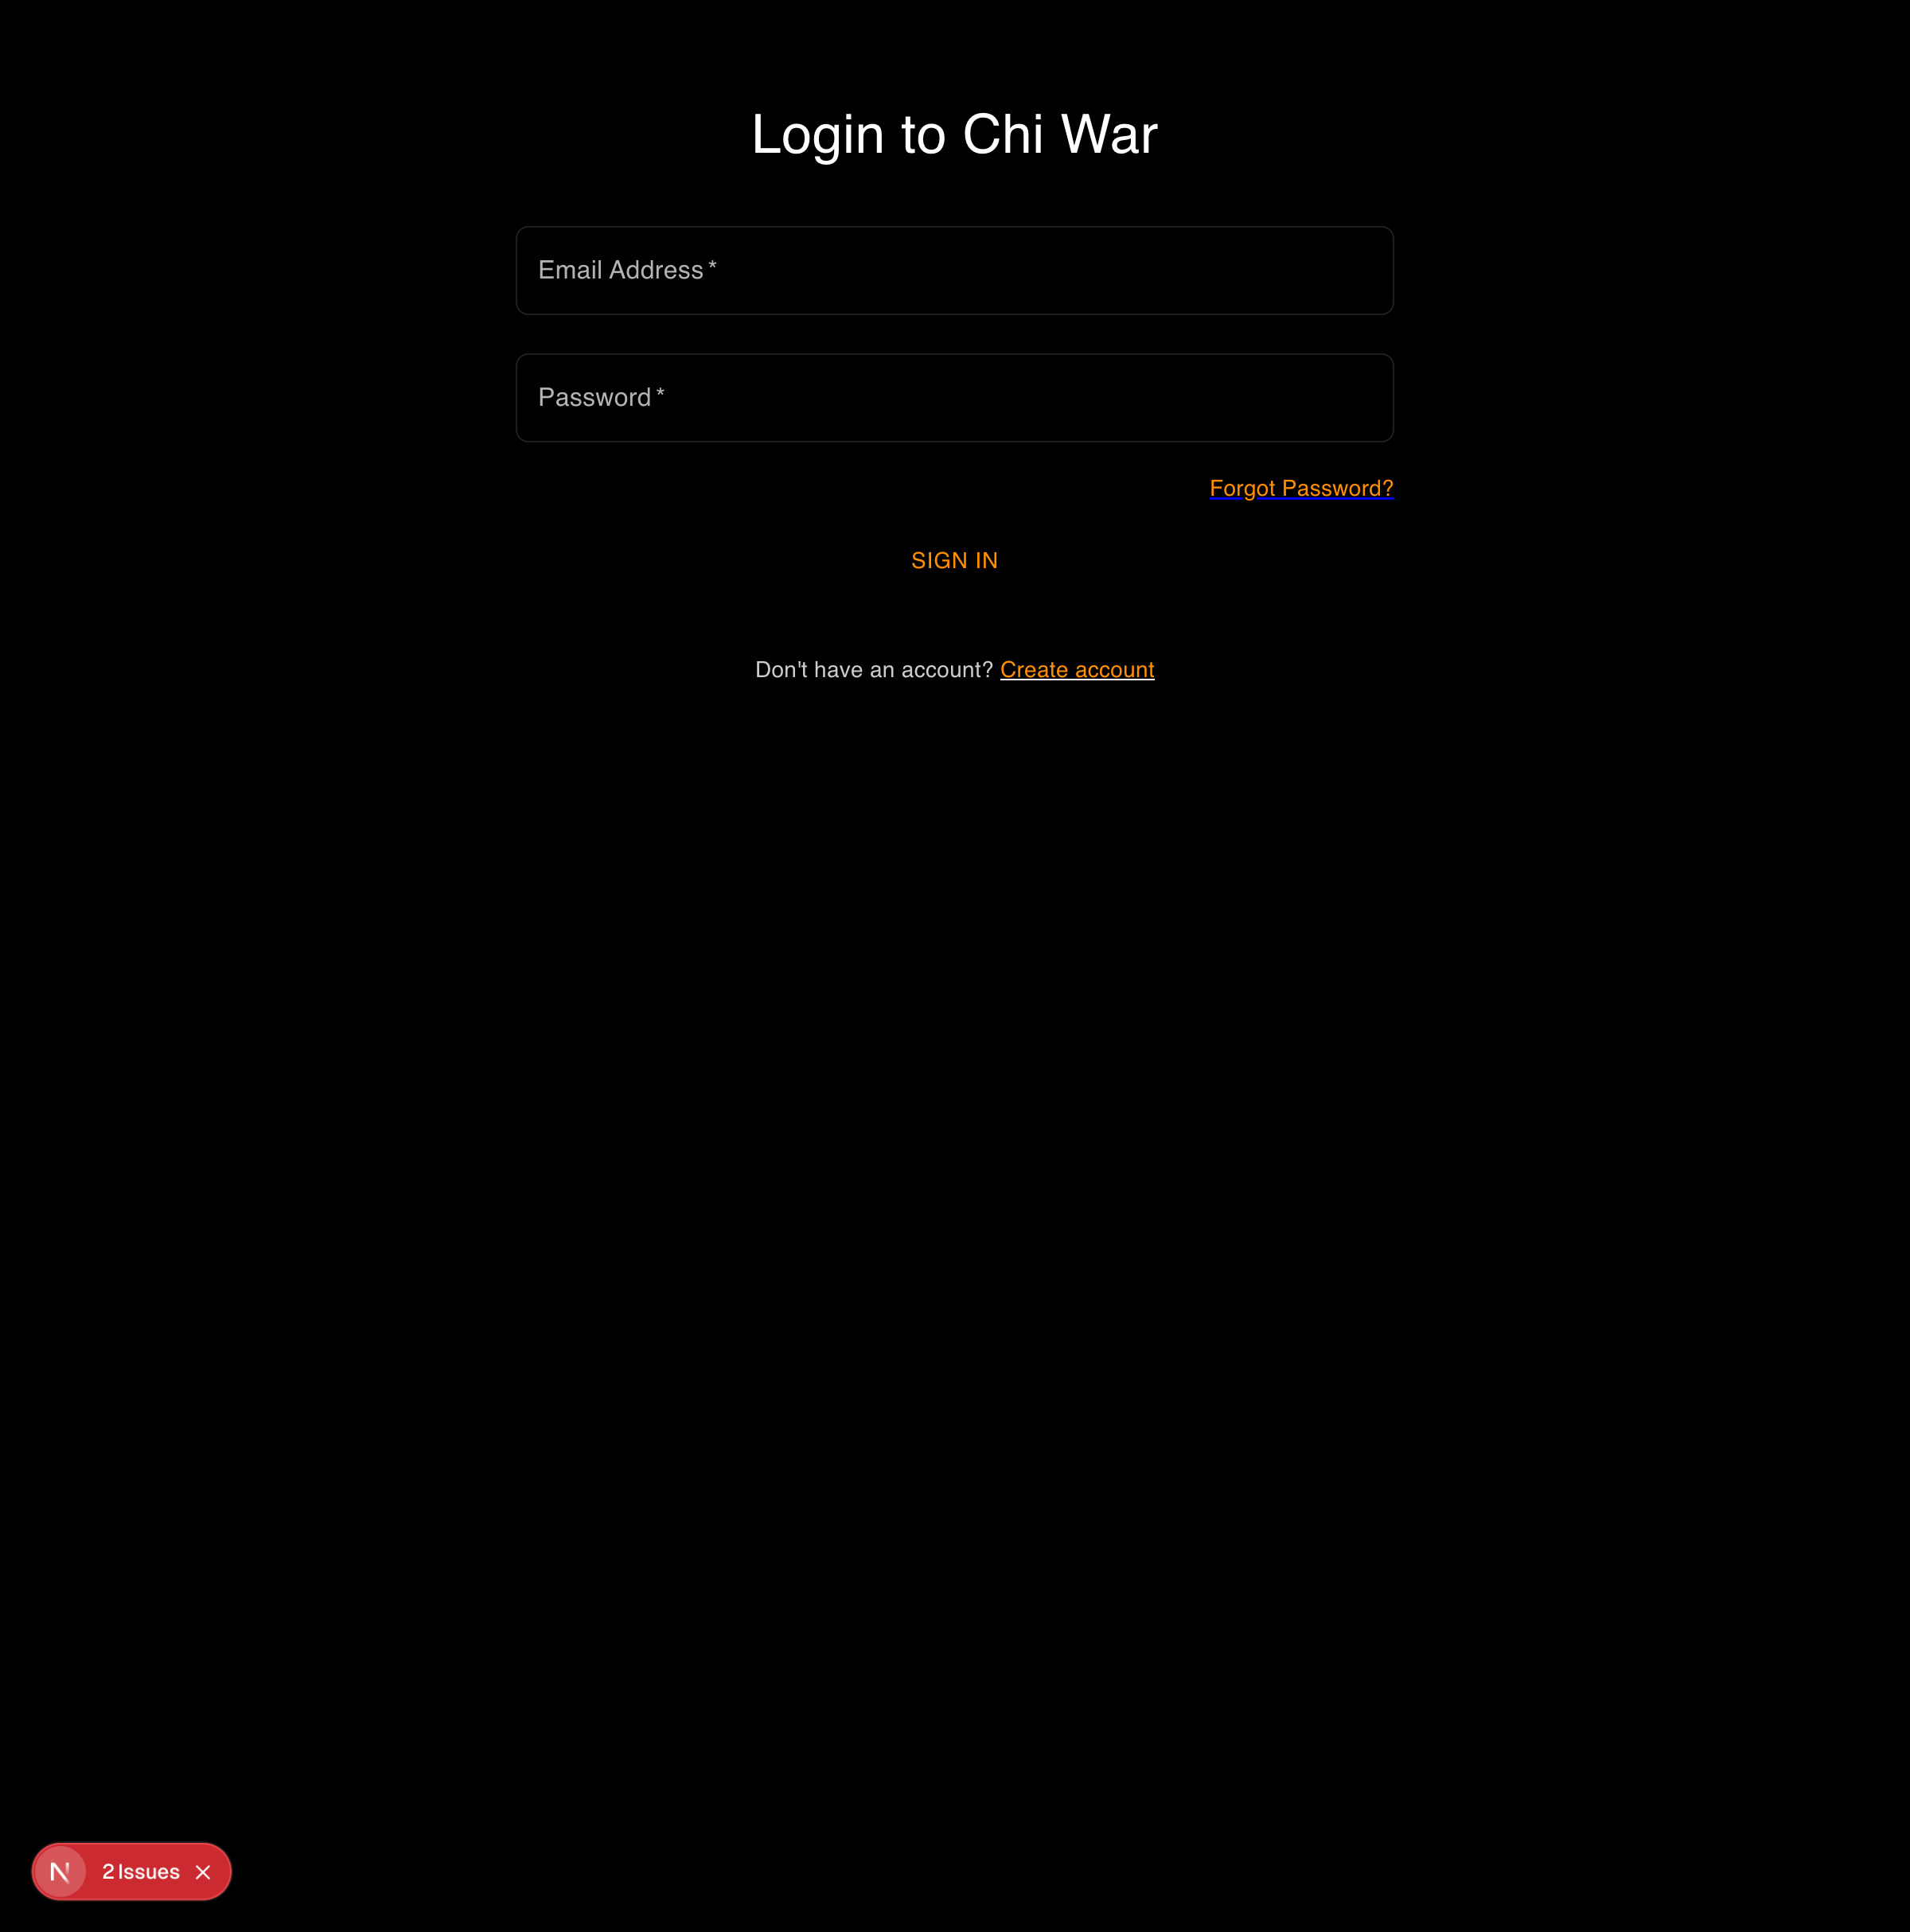 Login to Chi War
Email Address *
Password *
Forgot Password?
SIGN IN
Don't have an account? Create account
N 2 Issues